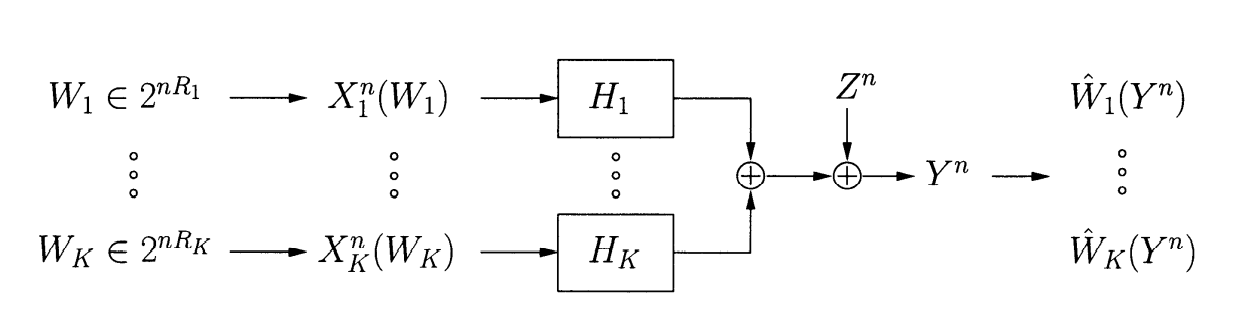 W_1 ∈ 2^{nR_1} X_1^n(W_1) H_1 Z^n Ŵ_1(Y^n)
Y^n
W_K ∈ 2^{nR_K} X_K^n(W_K) H_K Ŵ_K(Y^n)